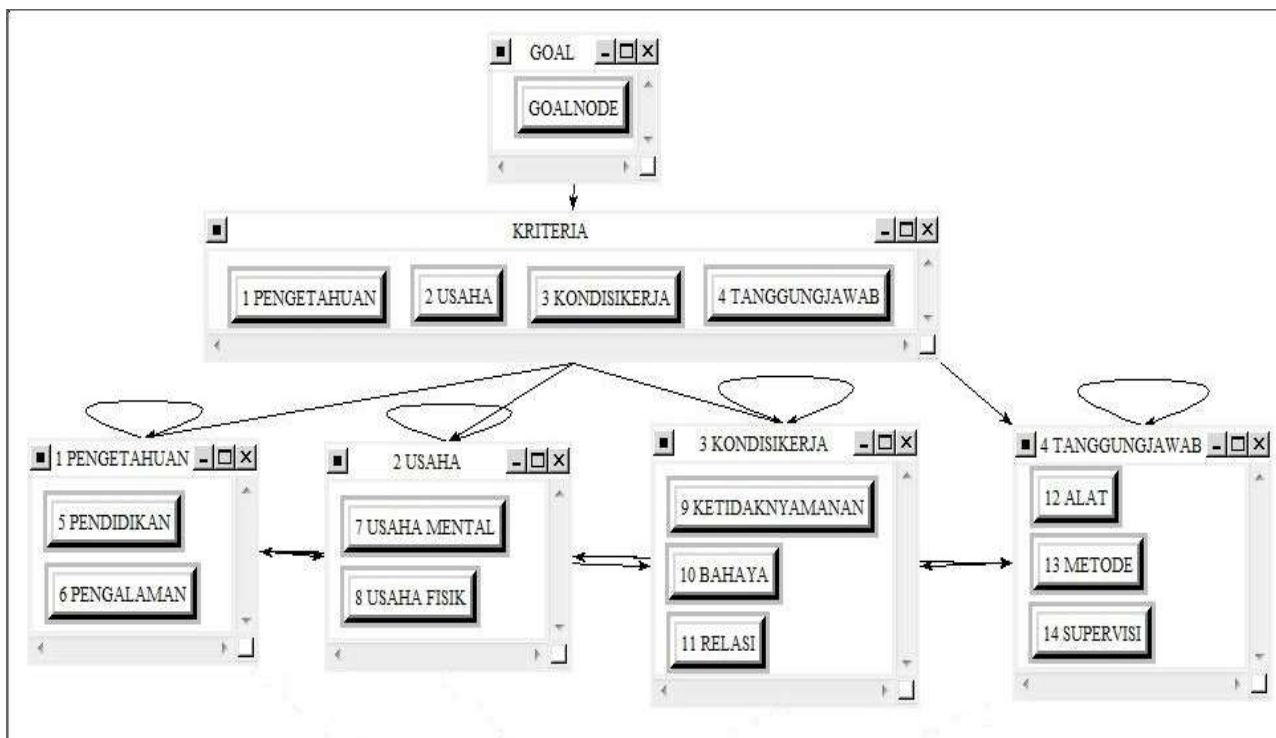 GOAL
GOALNODE
KRITERIA
1 PENGETAHUAN
2 USAHA
3 KONDISIKERJA
4 TANGGUNGJAWAB
1 PENGETAHUAN
5 PENDIDIKAN
6 PENGALAMAN
2 USAHA
7 USAHA MENTAL
8 USAHA FISIK
3 KONDISIKERJA
9 KETIDAKNYAMANAN
10 BAHAYA
11 RELASI
4 TANGGUNGJAWAB
12 ALAT
13 METODE
14 SUPERVISI